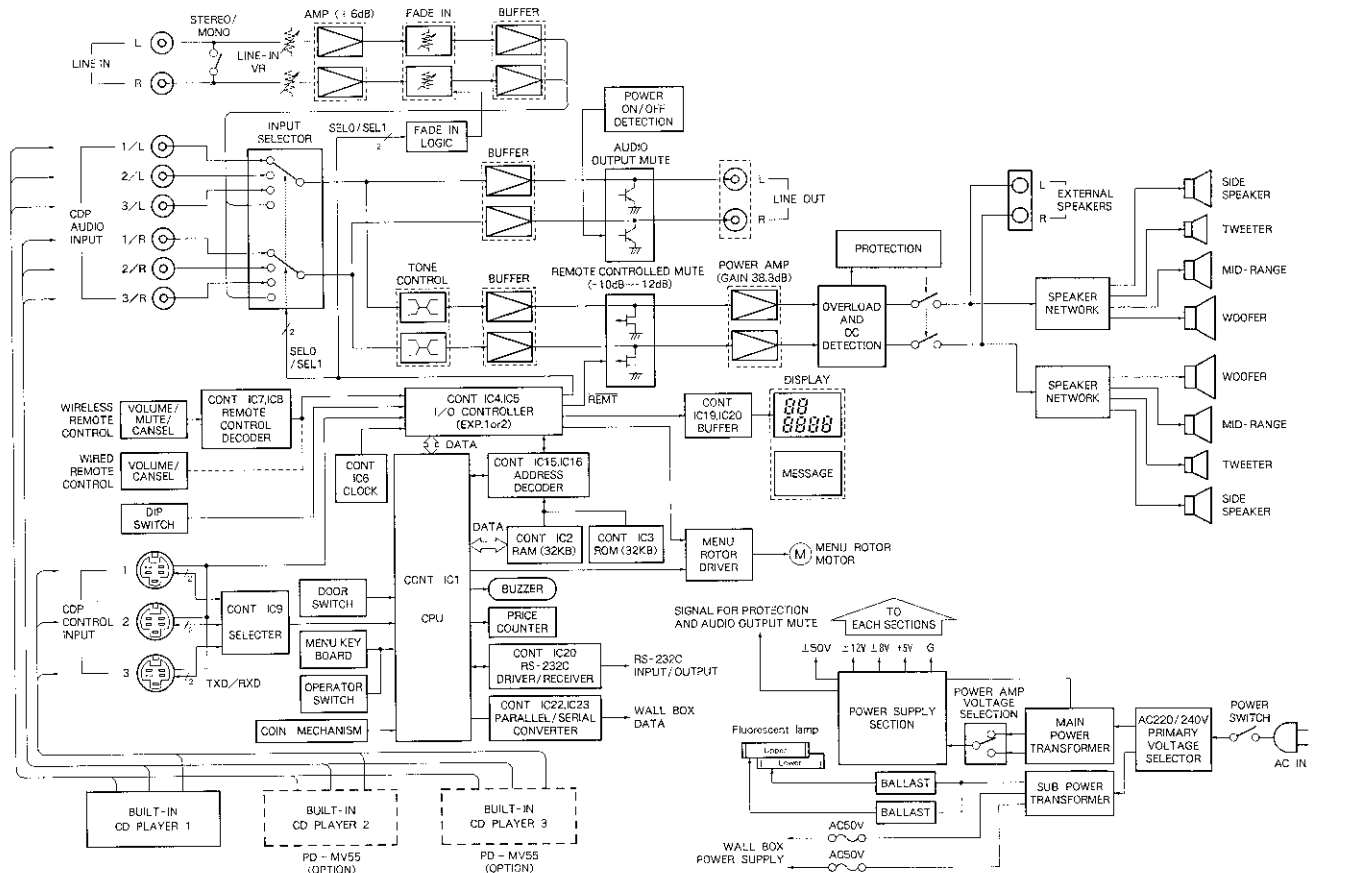 STEREO/
MONO
AMP (+6dB)
FADE IN
BUFFER
LINE IN
L
R
LINE-IN
VR
POWER
ON/OFF
DETECTION
INPUT
SELECTOR
SEL0/SEL1
2
FADE IN
LOGIC
BUFFER
AUDIO
OUTPUT MUTE
CDP
AUDIO
INPUT
1/L
2/L
3/L
1/R
2/R
3/R
L
R
LINE OUT
L
R
EXTERNAL
SPEAKERS
SIDE
SPEAKER
TWEETER
MID-RANGE
WOOFER
PROTECTION
TONE
CONTROL
BUFFER
REMOTE CONTROLLED MUTE
(-10dB---12dB)
POWER AMP
(GAIN 38.3dB)
OVERLOAD
AND
DC
DETECTION
SPEAKER
NETWORK
2
SEL0
/SEL1
SPEAKER
NETWORK
WOOFER
MID-RANGE
TWEETER
SIDE
SPEAKER
WIRELESS
REMOTE
CONTROL
VOLUME/
MUTE/
CANSEL
CONT IC7,IC8
REMOTE
CONTROL
DECODER
CONT IC4,IC5
I/O CONTROLLER
(EXP.1or2)
REMT
CONT
IC19,IC20
BUFFER
DISPLAY
88
8888
MESSAGE
WIRED
REMOTE
CONTROL
VOLUME/
CANSEL
DATA
CONT
IC6
CLOCK
CONT IC15,IC16
ADDRESS
DECODER
DIP
SWITCH
DATA
CONT IC2
RAM (32KB)
CONT IC3
ROM (32KB)
MENU
ROTOR
DRIVER
M
MENU ROTOR
MOTOR
CDP
CONTROL
INPUT
1
2
3
2
2
2
TXD/RXD
CONT IC9
SELECTER
DOOR
SWITCH
MENU KEY
BOARD
OPERATOR
SWITCH
COIN MECHANISM
CONT IC1
CPU
BUZZER
PRICE
COUNTER
CONT IC20
RS-232C
DRIVER/RECEIVER
RS-232C
INPUT/OUTPUT
CONT IC22,IC23
PARALLEL/SERIAL
CONVERTER
WALL BOX
DATA
SIGNAL FOR PROTECTION
AND AUDIO OUTPUT MUTE
TO
EACH SECTIONS
±50V
±12V
±8V
+5V
G
POWER SUPPLY
SECTION
POWER AMP
VOLTAGE
SELECTION
MAIN
POWER
TRANSFORMER
AC220/240V
PRIMARY
VOLTAGE
SELECTOR
POWER
SWITCH
AC IN
Fluorescent lamp
Upper
Lower
BALLAST
BALLAST
SUB POWER
TRANSFORMER
WALL BOX
POWER SUPPLY
AC50V
AC50V
BUILT-IN
CD PLAYER 1
BUILT-IN
CD PLAYER 2
PD-MV55
(OPTION)
BUILT-IN
CD PLAYER 3
PD-MV55
(OPTION)